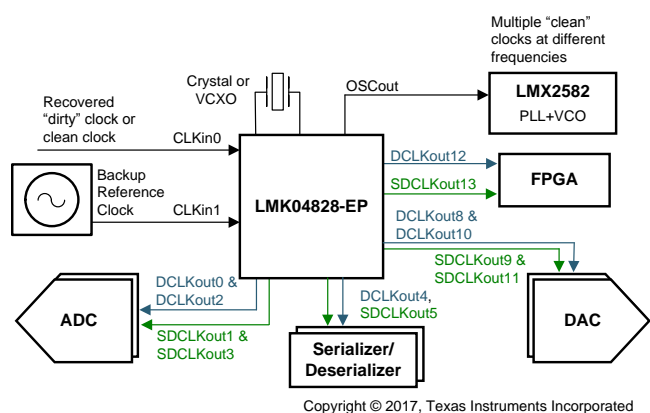 Multiple “clean”
clocks at different
frequencies
Crystal or
VCXO
OSCout
LMX2582
PLL+VCO
Recovered
“dirty” clock or
clean clock
CLKin0
Backup
Reference
Clock
CLKin1
LMK04828-EP
DCLKout12
SDCLKout13
FPGA
DCLKout8 &
DCLKout10
SDCLKout9 &
SDCLKout11
DAC
DCLKout0 &
DCLKout2
ADC
SDCLKout1 &
SDCLKout3
DCLKout4,
SDCLKout5
Serializer/
Deserializer
Copyright © 2017, Texas Instruments Incorporated